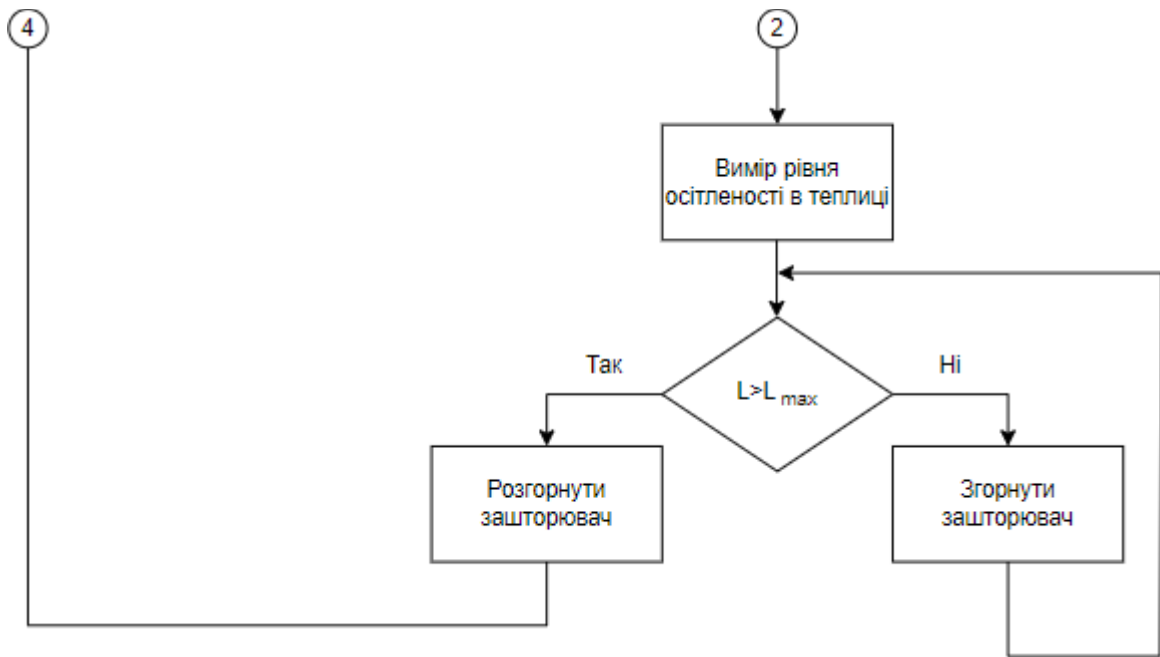 4
2
Вимір рівня
осітленості в теплиці
Так
Ні
L>L max
Розгорнути
зашторювач
Згорнути
зашторювач